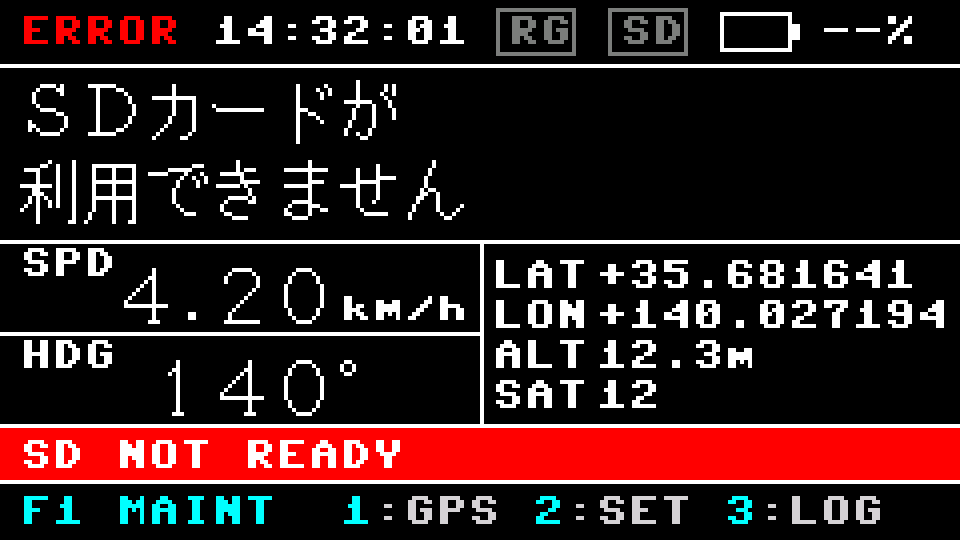 ERROR 14:32:01 RG SD --%
SDカードが
利用できません
SPD 4.20 km/h
HDG 140°
LAT +35.681641
LON +140.027194
ALT 12.3m
SAT 12
SD NOT READY
F1 MAINT 1:GPS 2:SET 3:LOG